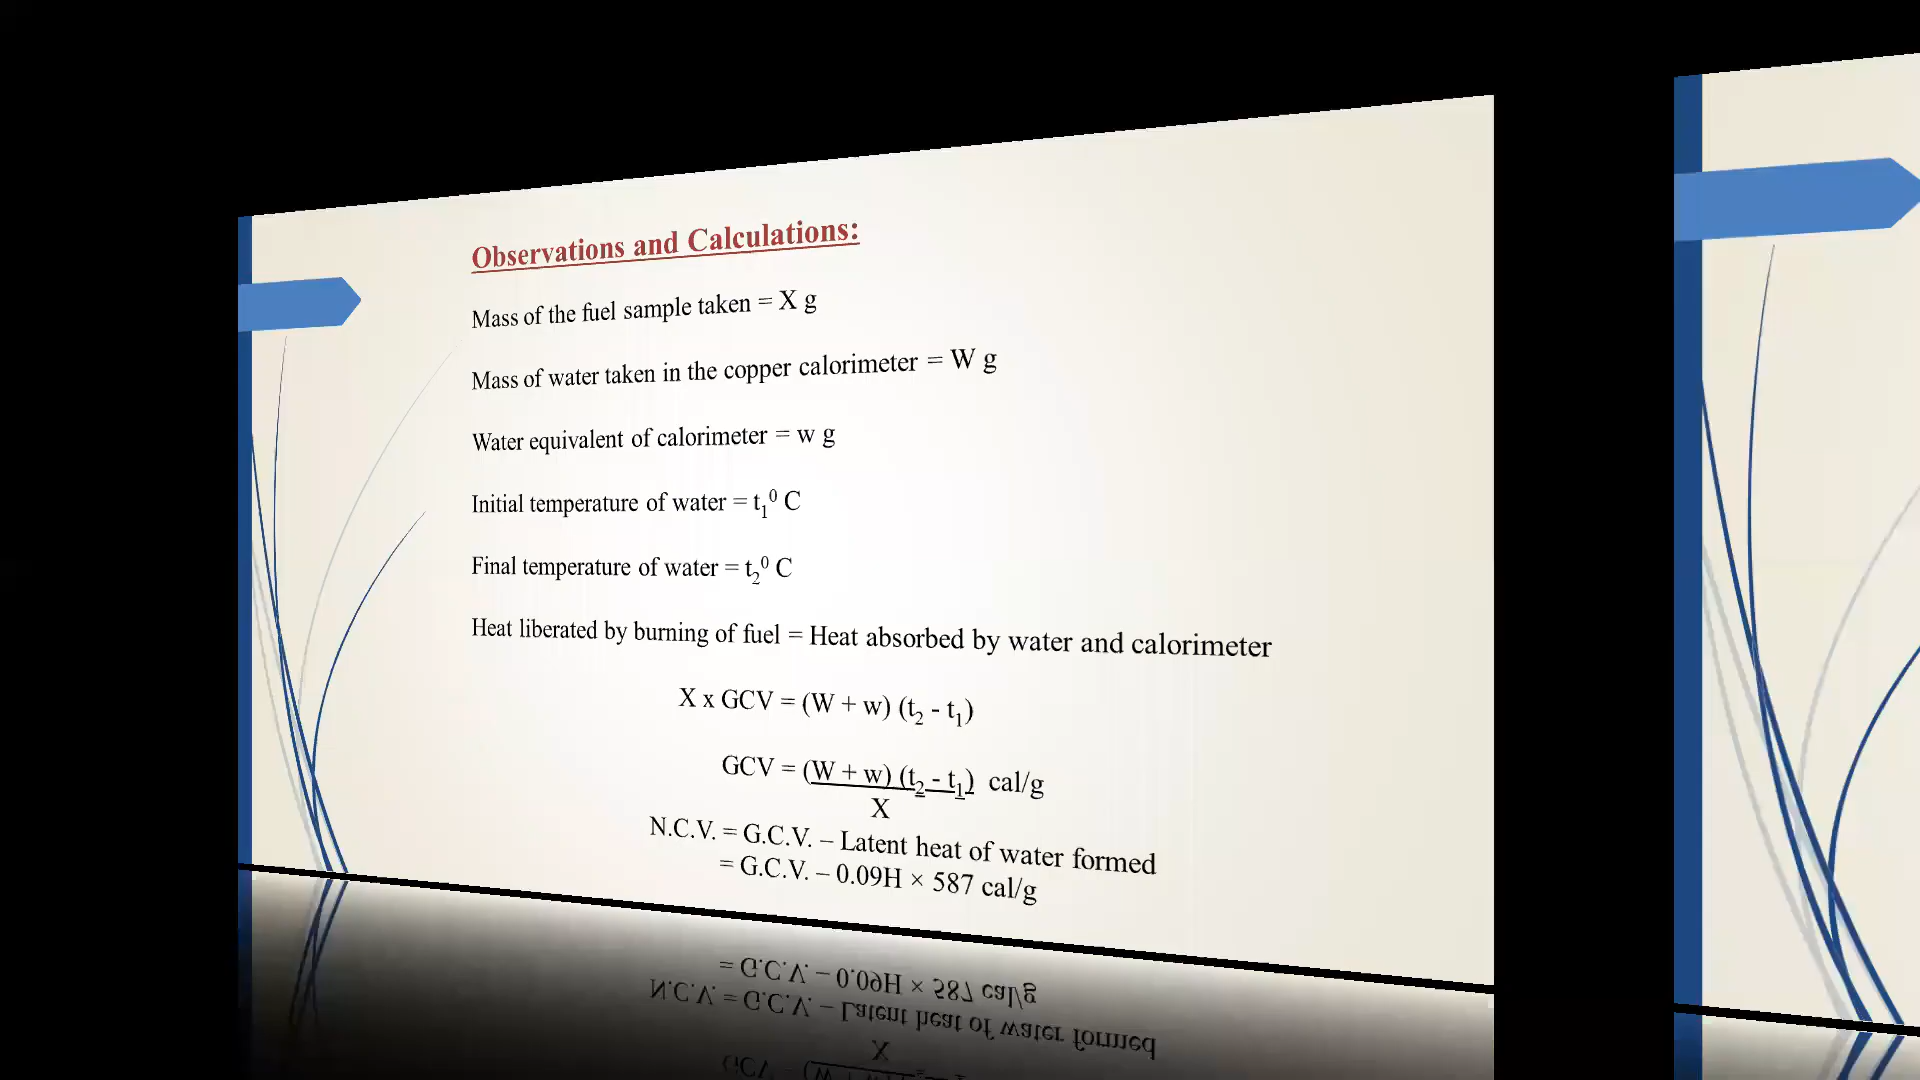 Observations and Calculations:
Mass of the fuel sample taken = X g
Mass of water taken in the copper calorimeter = W g
Water equivalent of calorimeter = w g
Initial temperature of water = t₁⁰ C
Final temperature of water = t₂⁰ C
Heat liberated by burning of fuel = Heat absorbed by water and calorimeter
X x GCV = (W + w) (t₂ - t₁)
GCV = (W + w) (t₂ - t₁) cal/g
X
N.C.V. = G.C.V. – Latent heat of water formed
= G.C.V. – 0.09H × 587 cal/g